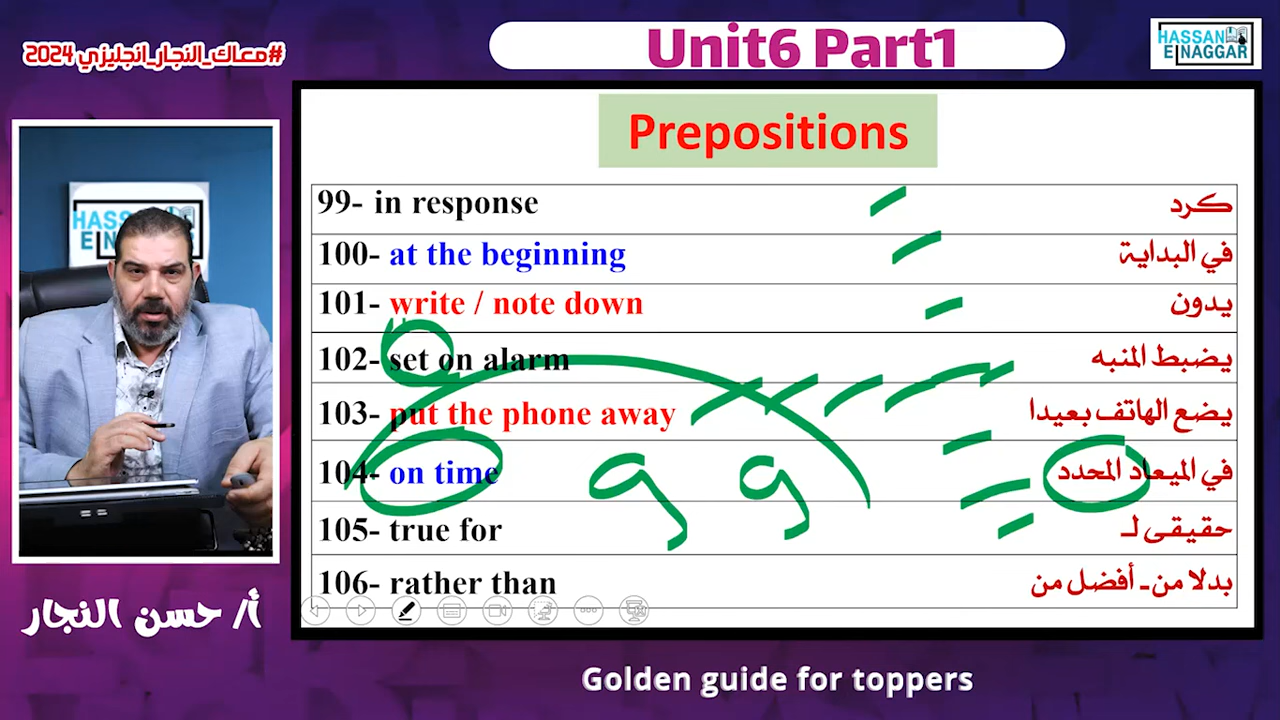 #معاك_النجار_انجليزي 2024
Unit6 Part1
HASSAN
ELNAGGAR
Prepositions
99- in response كرد
100- at the beginning في البداية
101- write / note down يدون
102- set on alarm يضبط المنبه
103- put the phone away يضع الهاتف بعيدا
104- on time في الميعاد المحدد
105- true for حقيقى لـ
106- rather than بدلا من - أفضل من
أ/ حسن النجار
Golden guide for toppers